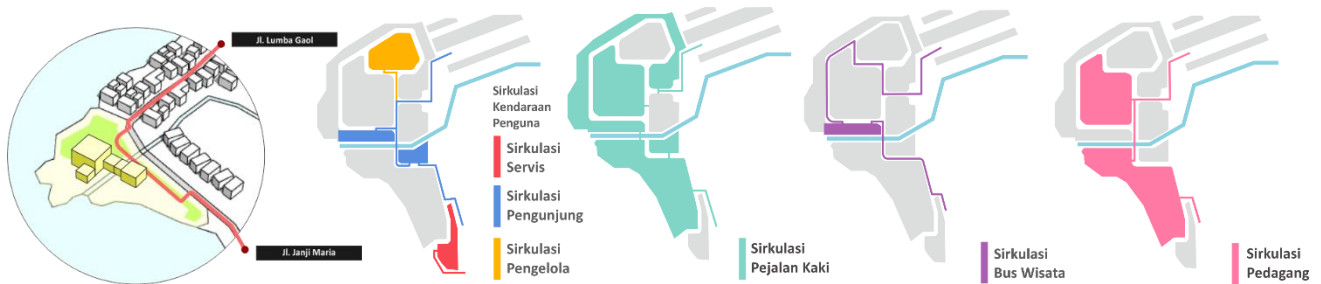 Jl. Lumba Gaol
Jl. Janji Maria
Sirkulasi
Kendaraan
Penguna
Sirkulasi
Servis
Sirkulasi
Pengunjung
Sirkulasi
Pengelola
Sirkulasi
Pejalan Kaki
Sirkulasi
Bus Wisata
Sirkulasi
Pedagang